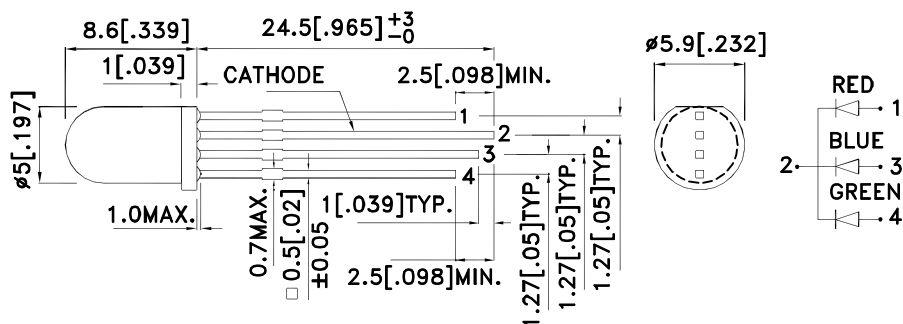 8.6[.339]
24.5[.965]+3 -0
ø5.9[.232]
1[.039]
CATHODE
2.5[.098]MIN.
ø5[.197]
1
2
3
4
RED
1
BLUE
2
3
GREEN
4
1.0MAX.
0.7MAX.
□0.5[.02]
±0.05
1[.039]TYP.
2.5[.098]MIN.
1.27[.05]TYP.
1.27[.05]TYP.
1.27[.05]TYP.